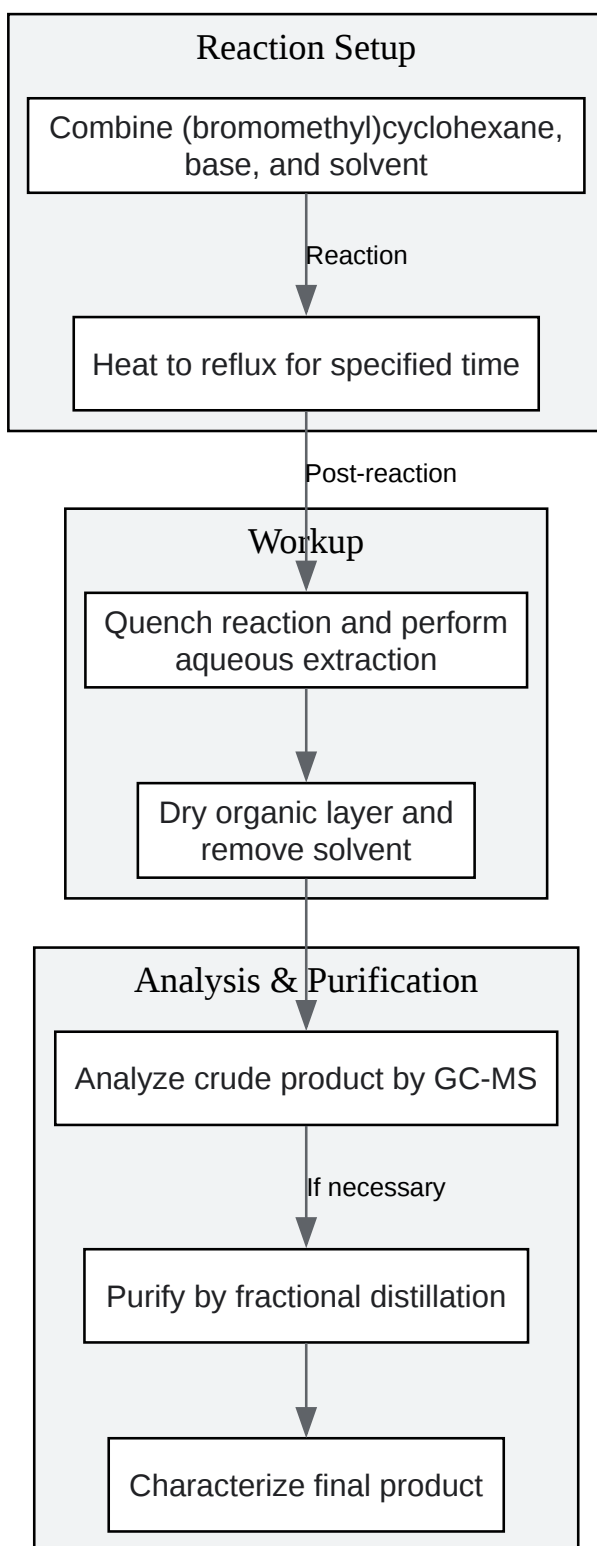 Reaction Setup
Combine (bromomethyl)cyclohexane,
base, and solvent
Reaction
Heat to reflux for specified time
Post-reaction
Workup
Quench reaction and perform
aqueous extraction
Dry organic layer and
remove solvent
Analysis & Purification
Analyze crude product by GC-MS
If necessary
Purify by fractional distillation
Characterize final product